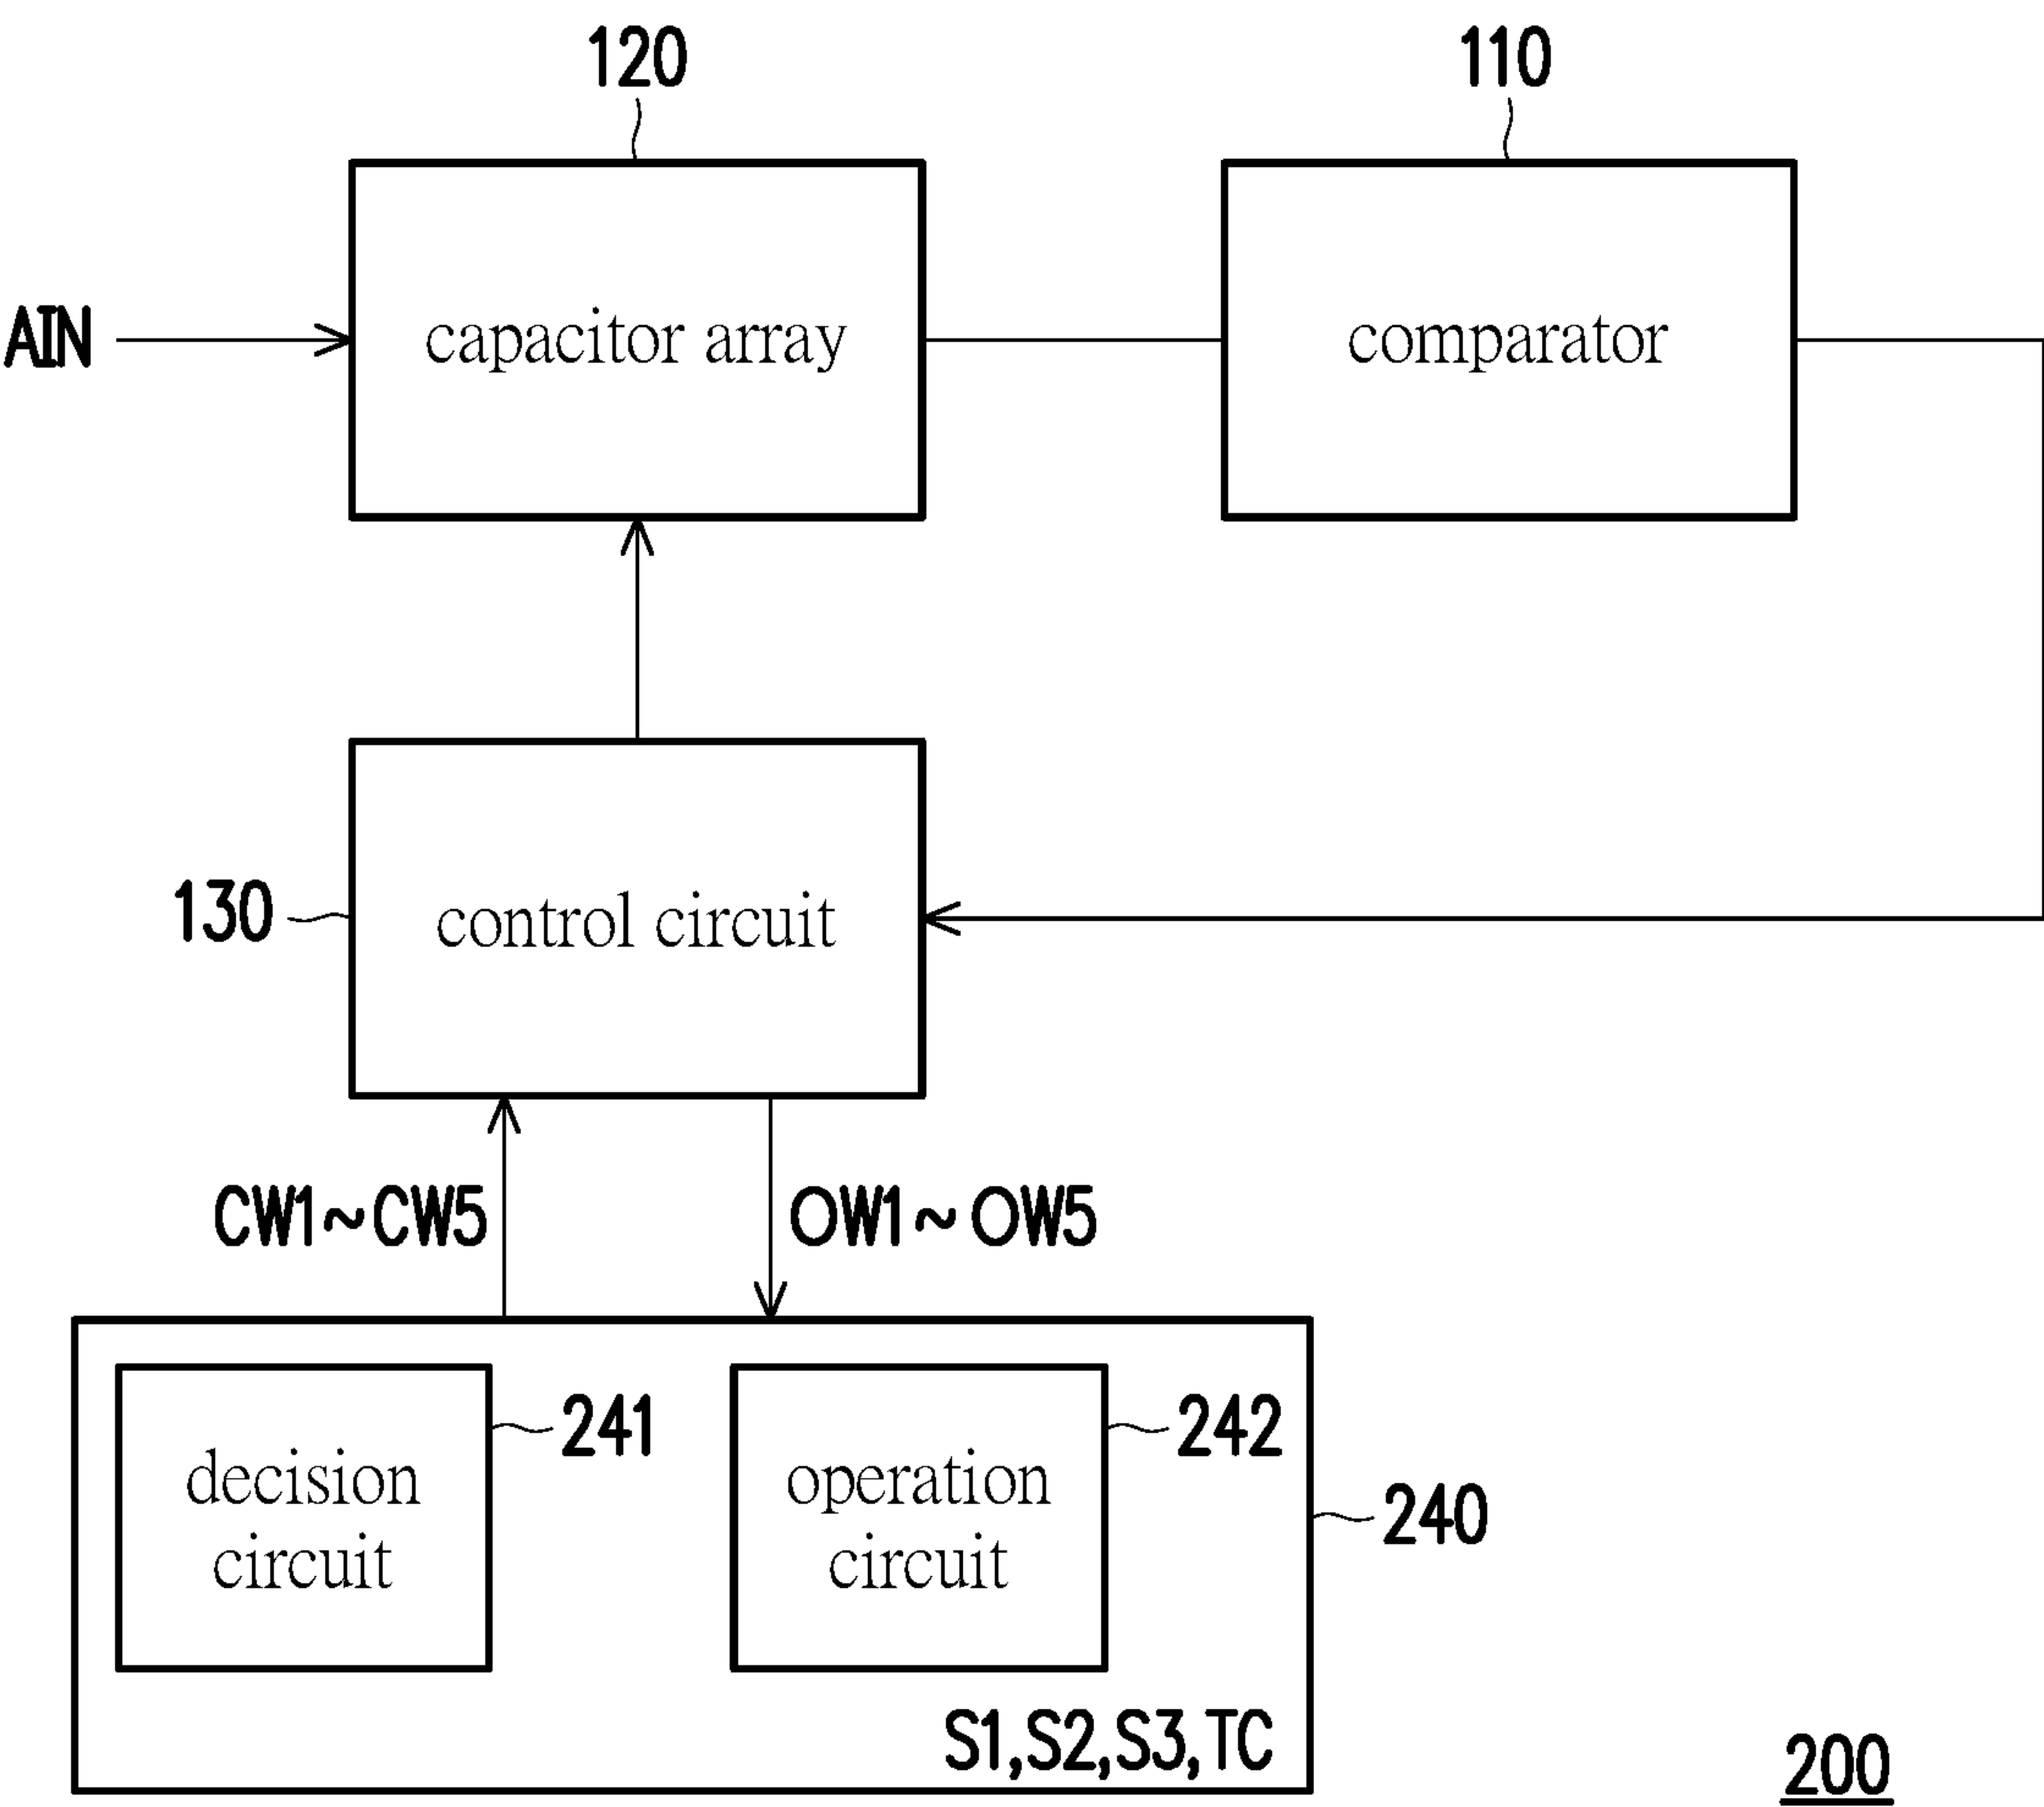 120
110
AIN
capacitor array
comparator
130
control circuit
CW1~CW5
OW1~OW5
241
242
decision
circuit
operation
circuit
240
S1,S2,S3,TC
200